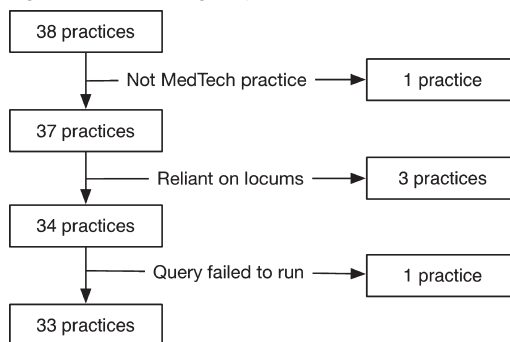 38 practices
Not MedTech practice
1 practice
37 practices
Reliant on locums
3 practices
34 practices
Query failed to run
1 practice
33 practices